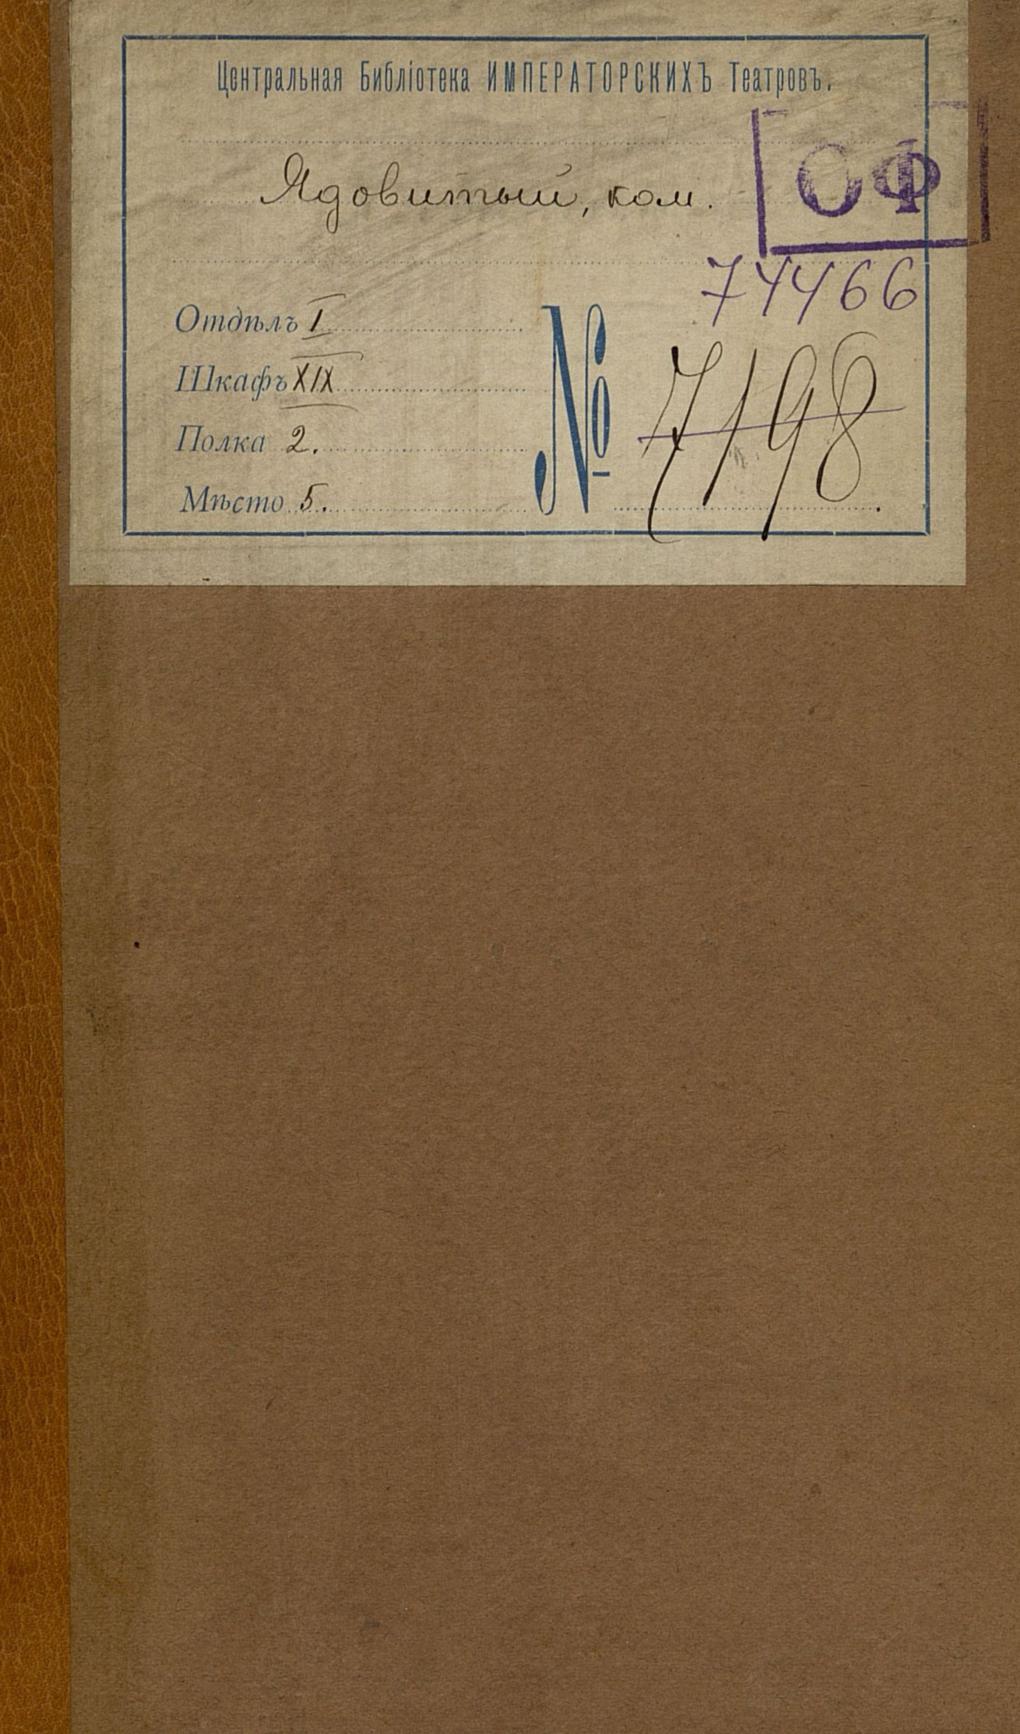 Центральная Библіотека ИМПЕРАТОРСКИХЪ Театровъ.
Ядовитый, ком.
ОФ
74466
Отдѣлъ I
Шкафъ XIX
Полка 2.
Мѣсто 5.
№ 7198.